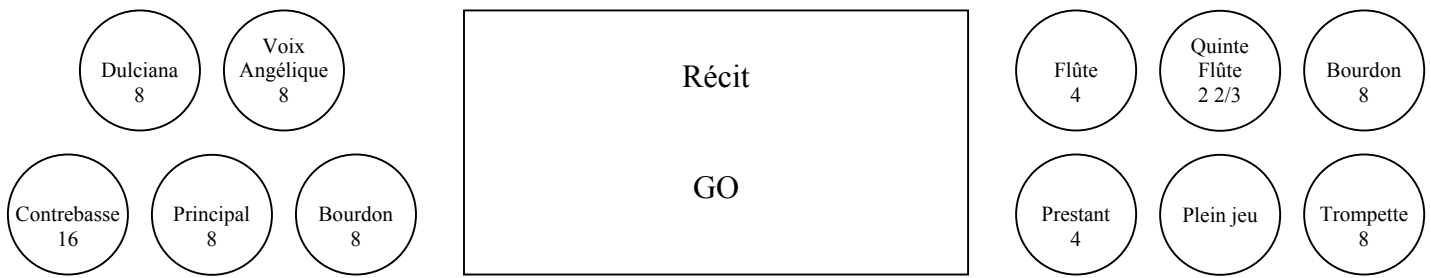 Dulciana
8
Voix
Angélique
8
Récit
Flûte
4
Quinte
Flûte
2 2/3
Bourdon
8
Contrebasse
16
Principal
8
Bourdon
8
GO
Prestant
4
Plein jeu
Trompette
8